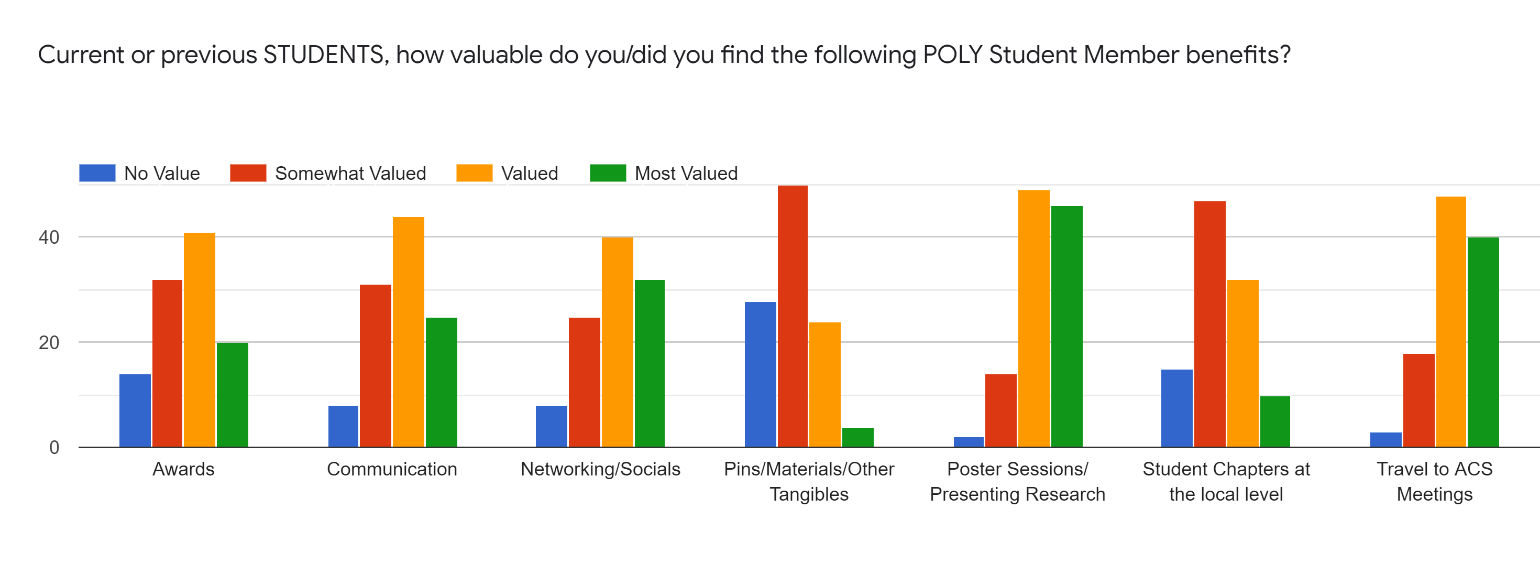 Current or previous STUDENTS, how valuable do you/did you find the following POLY Student Member benefits?
No Value Somewhat Valued Valued Most Valued
40
20
0
Awards
Communication
Networking/Socials
Pins/Materials/Other
Tangibles
Poster Sessions/
Presenting Research
Student Chapters at
the local level
Travel to ACS
Meetings